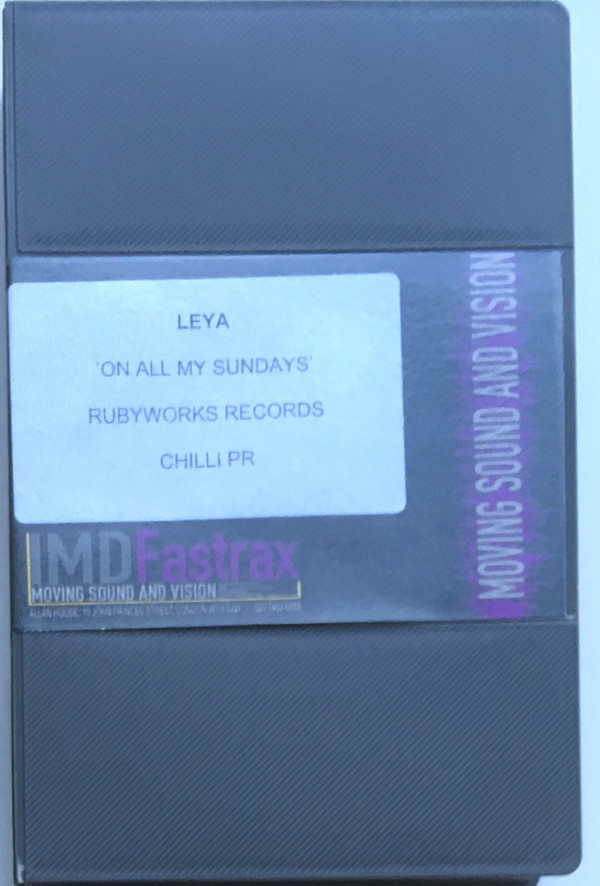 LEYA
'ON ALL MY SUNDAYS'
RUBYWORKS RECORDS
CHILLI PR
IMDFastrax
MOVING SOUND AND VISION
MOVING SOUND AND VISION